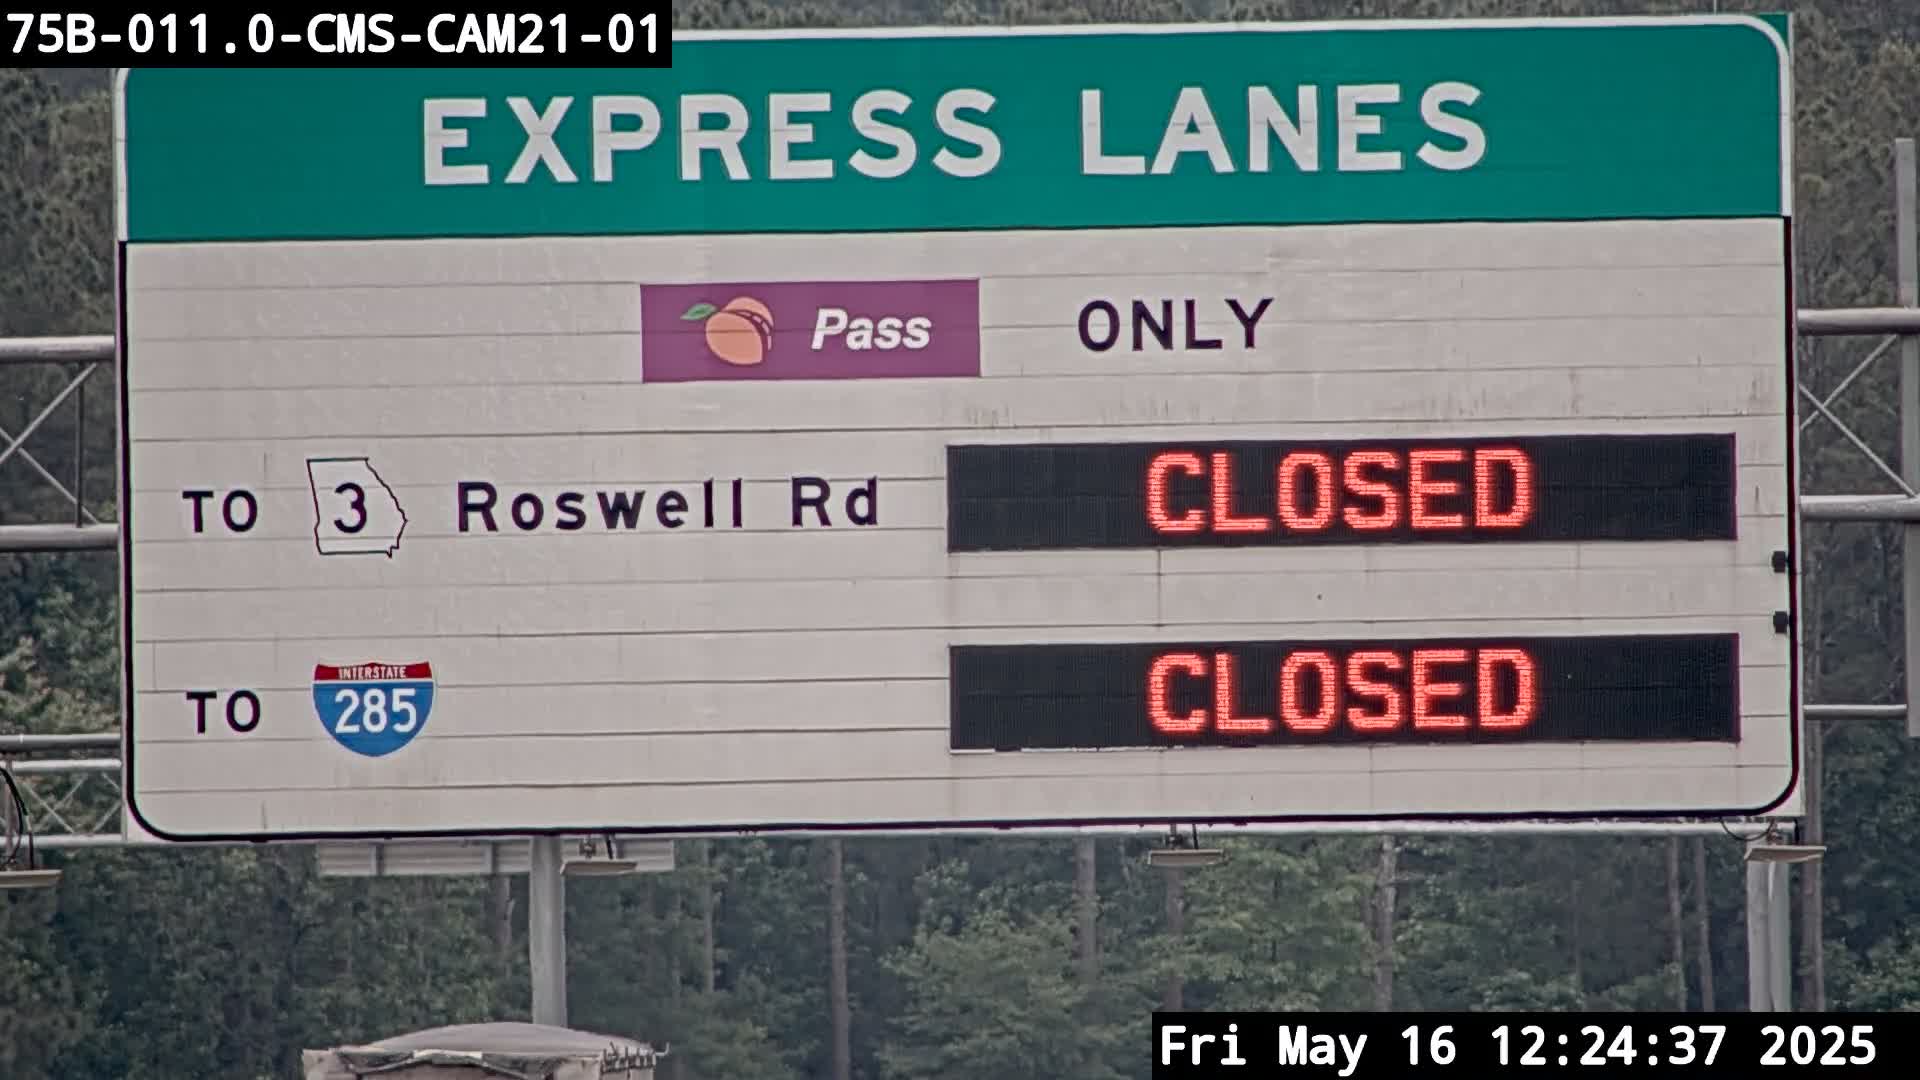 75B-011.0-CMS-CAM21-01
EXPRESS LANES
Pass ONLY
TO 3 Roswell Rd CLOSED
TO INTERSTATE 285 CLOSED
Fri May 16 12:24:37 2025